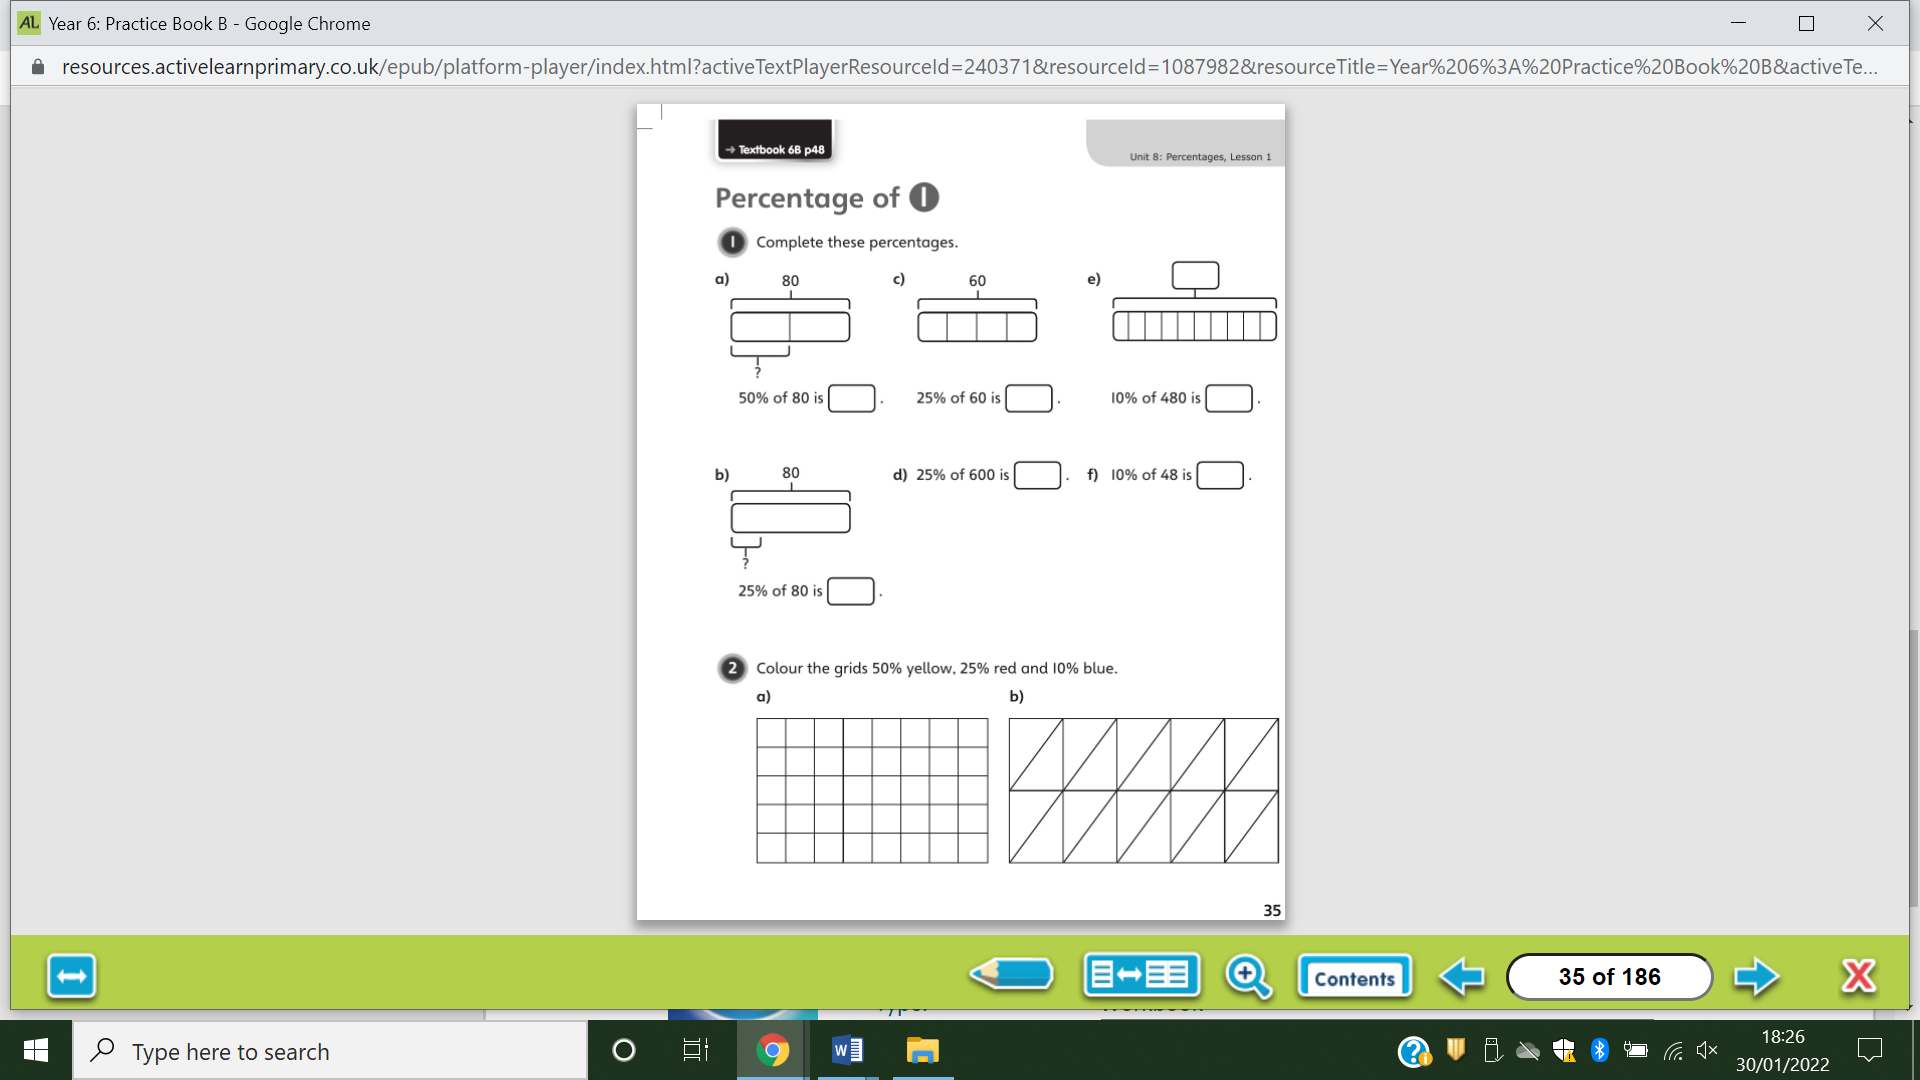 Year 6: Practice Book B - Google Chrome
resources.activelearnprimary.co.uk/epub/platform-player/index.html?activeTextPlayerResourceId=240371&resourceId=1087982&resourceTitle=Year%206%3A%20Practice%20Book%20B&activeTe...
→ Textbook 6B p48
Unit 8: Percentages, Lesson 1
Percentage of 1
1 Complete these percentages.
a) 80
?
50% of 80 is .
c) 60
25% of 60 is .
e)
10% of 480 is .
b) 80
?
25% of 80 is .
d) 25% of 600 is .
f) 10% of 48 is .
2 Colour the grids 50% yellow, 25% red and 10% blue.
a) b)
35
Contents
35 of 186
X
Type here to search
18:26
30/01/2022